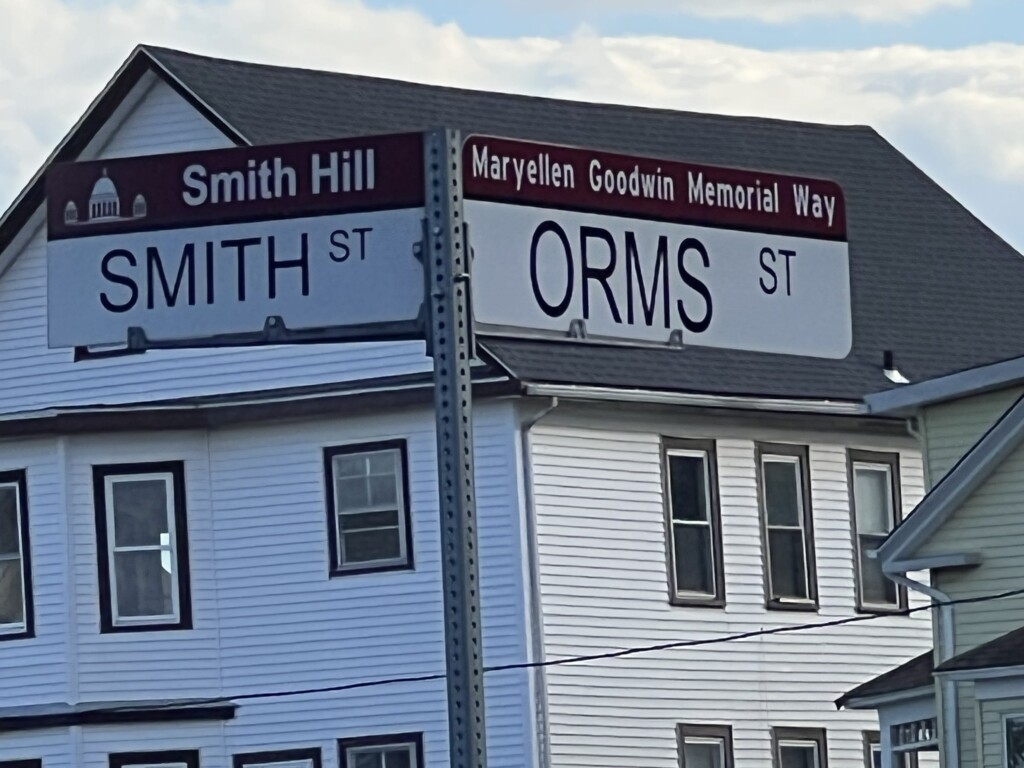 Smith Hill
SMITH ST
Maryellen Goodwin Memorial Way
ORMS ST